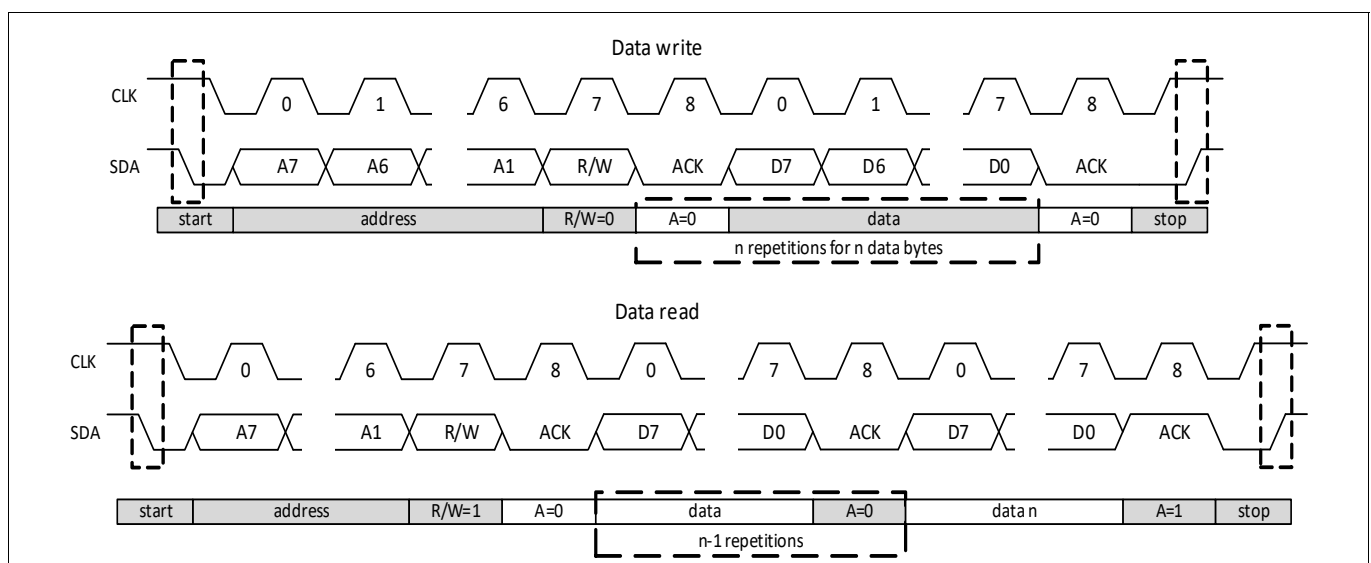 Data write
CLK 0 1 6 7 8 0 1 7 8
SDA A7 A6 A1 R/W ACK D7 D6 D0 ACK
start address R/W=0 A=0 data A=0 stop
n repetitions for n data bytes
Data read
CLK 0 6 7 8 0 7 8 0 7 8
SDA A7 A1 R/W ACK D7 D0 ACK D7 D0 ACK
start address R/W=1 A=0 data A=0 data n A=1 stop
n-1 repetitions